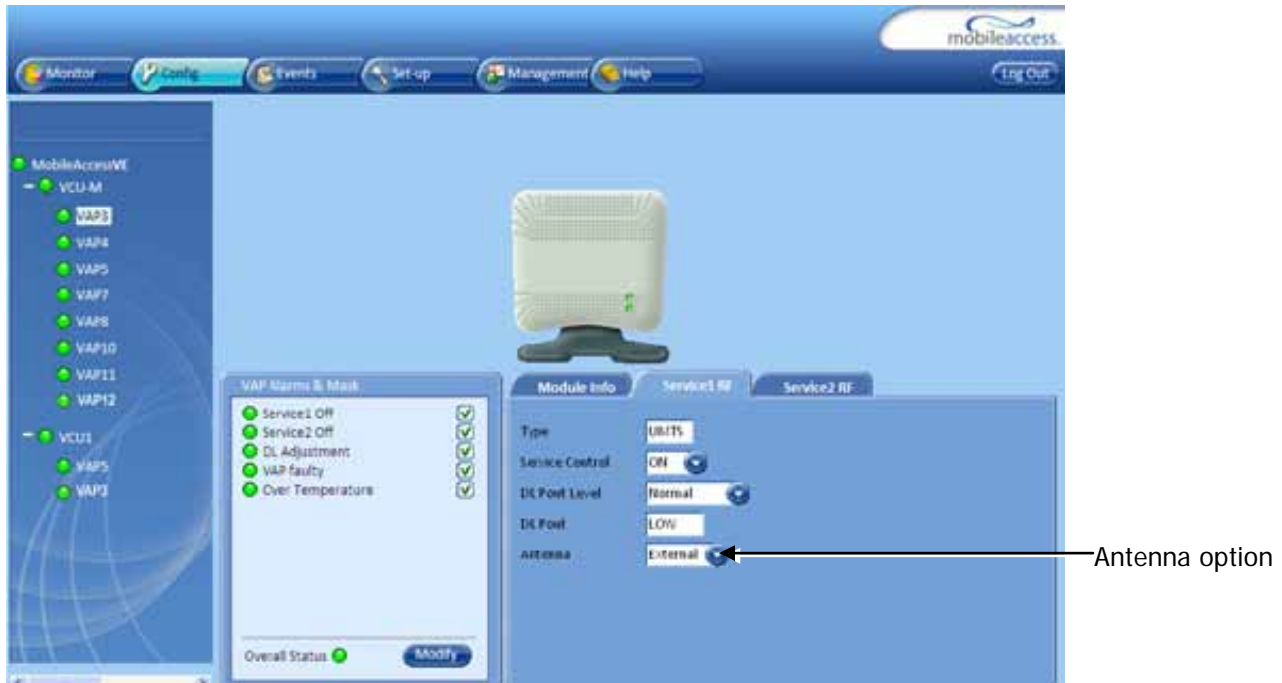 mobileaccess
Monitor Config Events Set-up Management Help Log Out
MobileAccessVE
VCU-M
VAP3
VAP4
VAP5
VAP7
VAP8
VAP10
VAP11
VAP12
VCU1
VAP5
VAP3
VAP Alarms & Mask
Service1 Off
Service2 Off
DL Adjustment
VAP faulty
Over Temperature
Overall Status Modify
Module Info Service1 RF Service2 RF
Type UMTS
Service Control ON
DL Pout Level Normal
DL Pout LOW
Antenna External
Antenna option